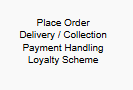 Place Order
Delivery / Collection
Payment Handling
Loyalty Scheme